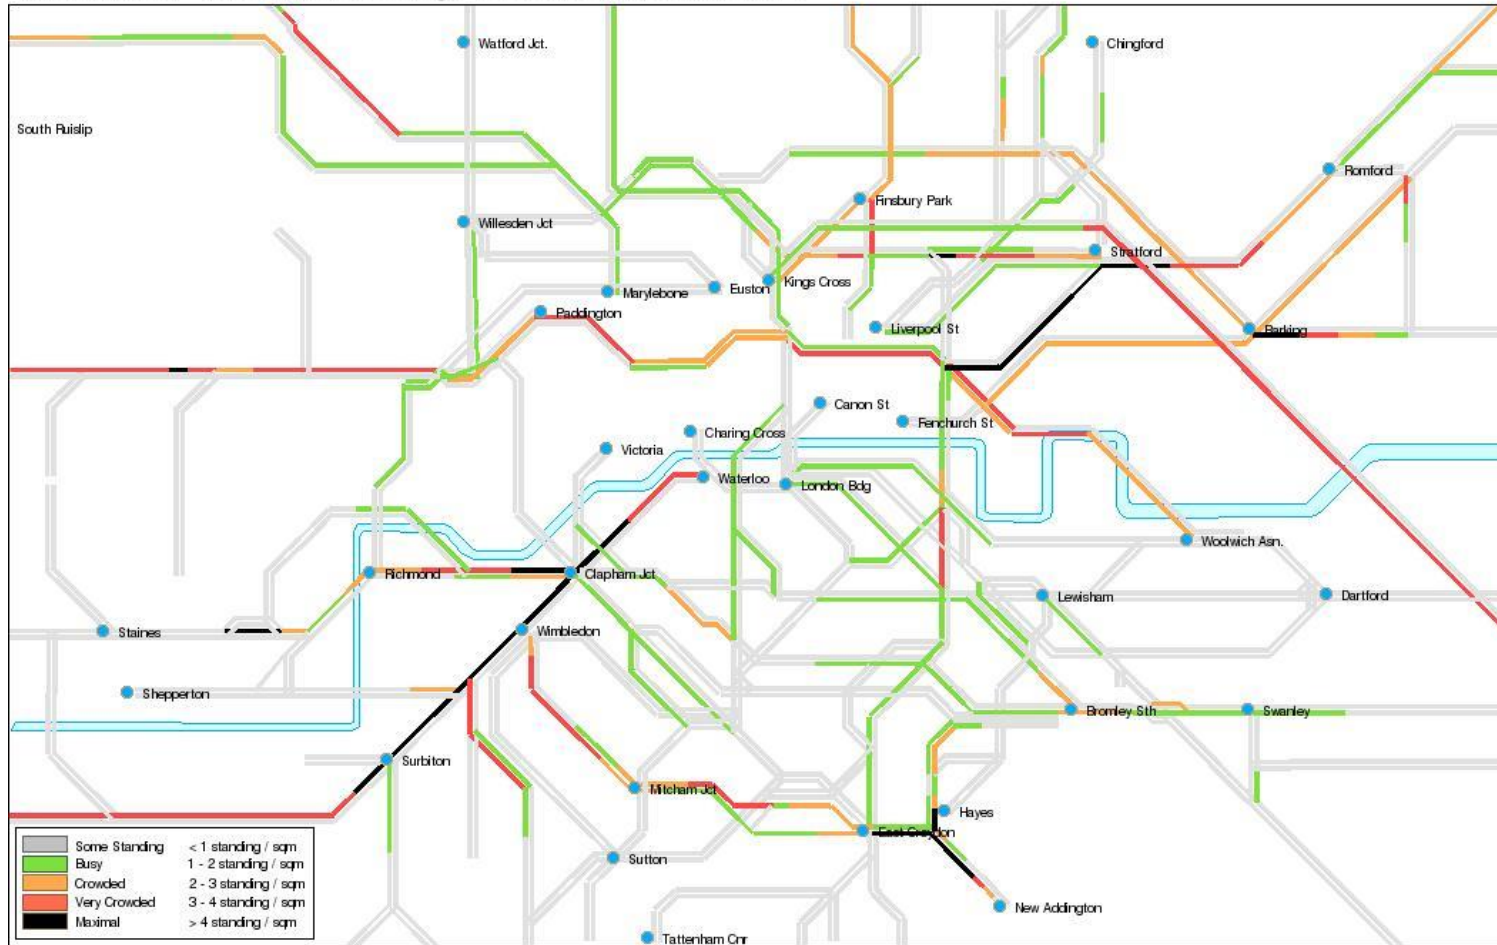 Watford Jct.
Chingford
South Ruislip
Romford
Finsbury Park
Willesden Jct
Stratford
Kings Cross
Euston
Marylebone
Paddington
Liverpool St
Barking
Canon St
Fenchurch St
Charing Cross
Victoria
Waterloo
London Bdg
Woolwich Asn.
Richmond
Clapham Jct
Lewisham
Dartford
Staines
Wimbledon
Shepperton
Bromley Sth
Swanley
Surbiton
Mitcham Jct
Hayes
East Croydon
Sutton
New Addington
Tattenham Cnr
Some Standing < 1 standing / sqm
Busy 1 - 2 standing / sqm
Crowded 2 - 3 standing / sqm
Very Crowded 3 - 4 standing / sqm
Maximal > 4 standing / sqm